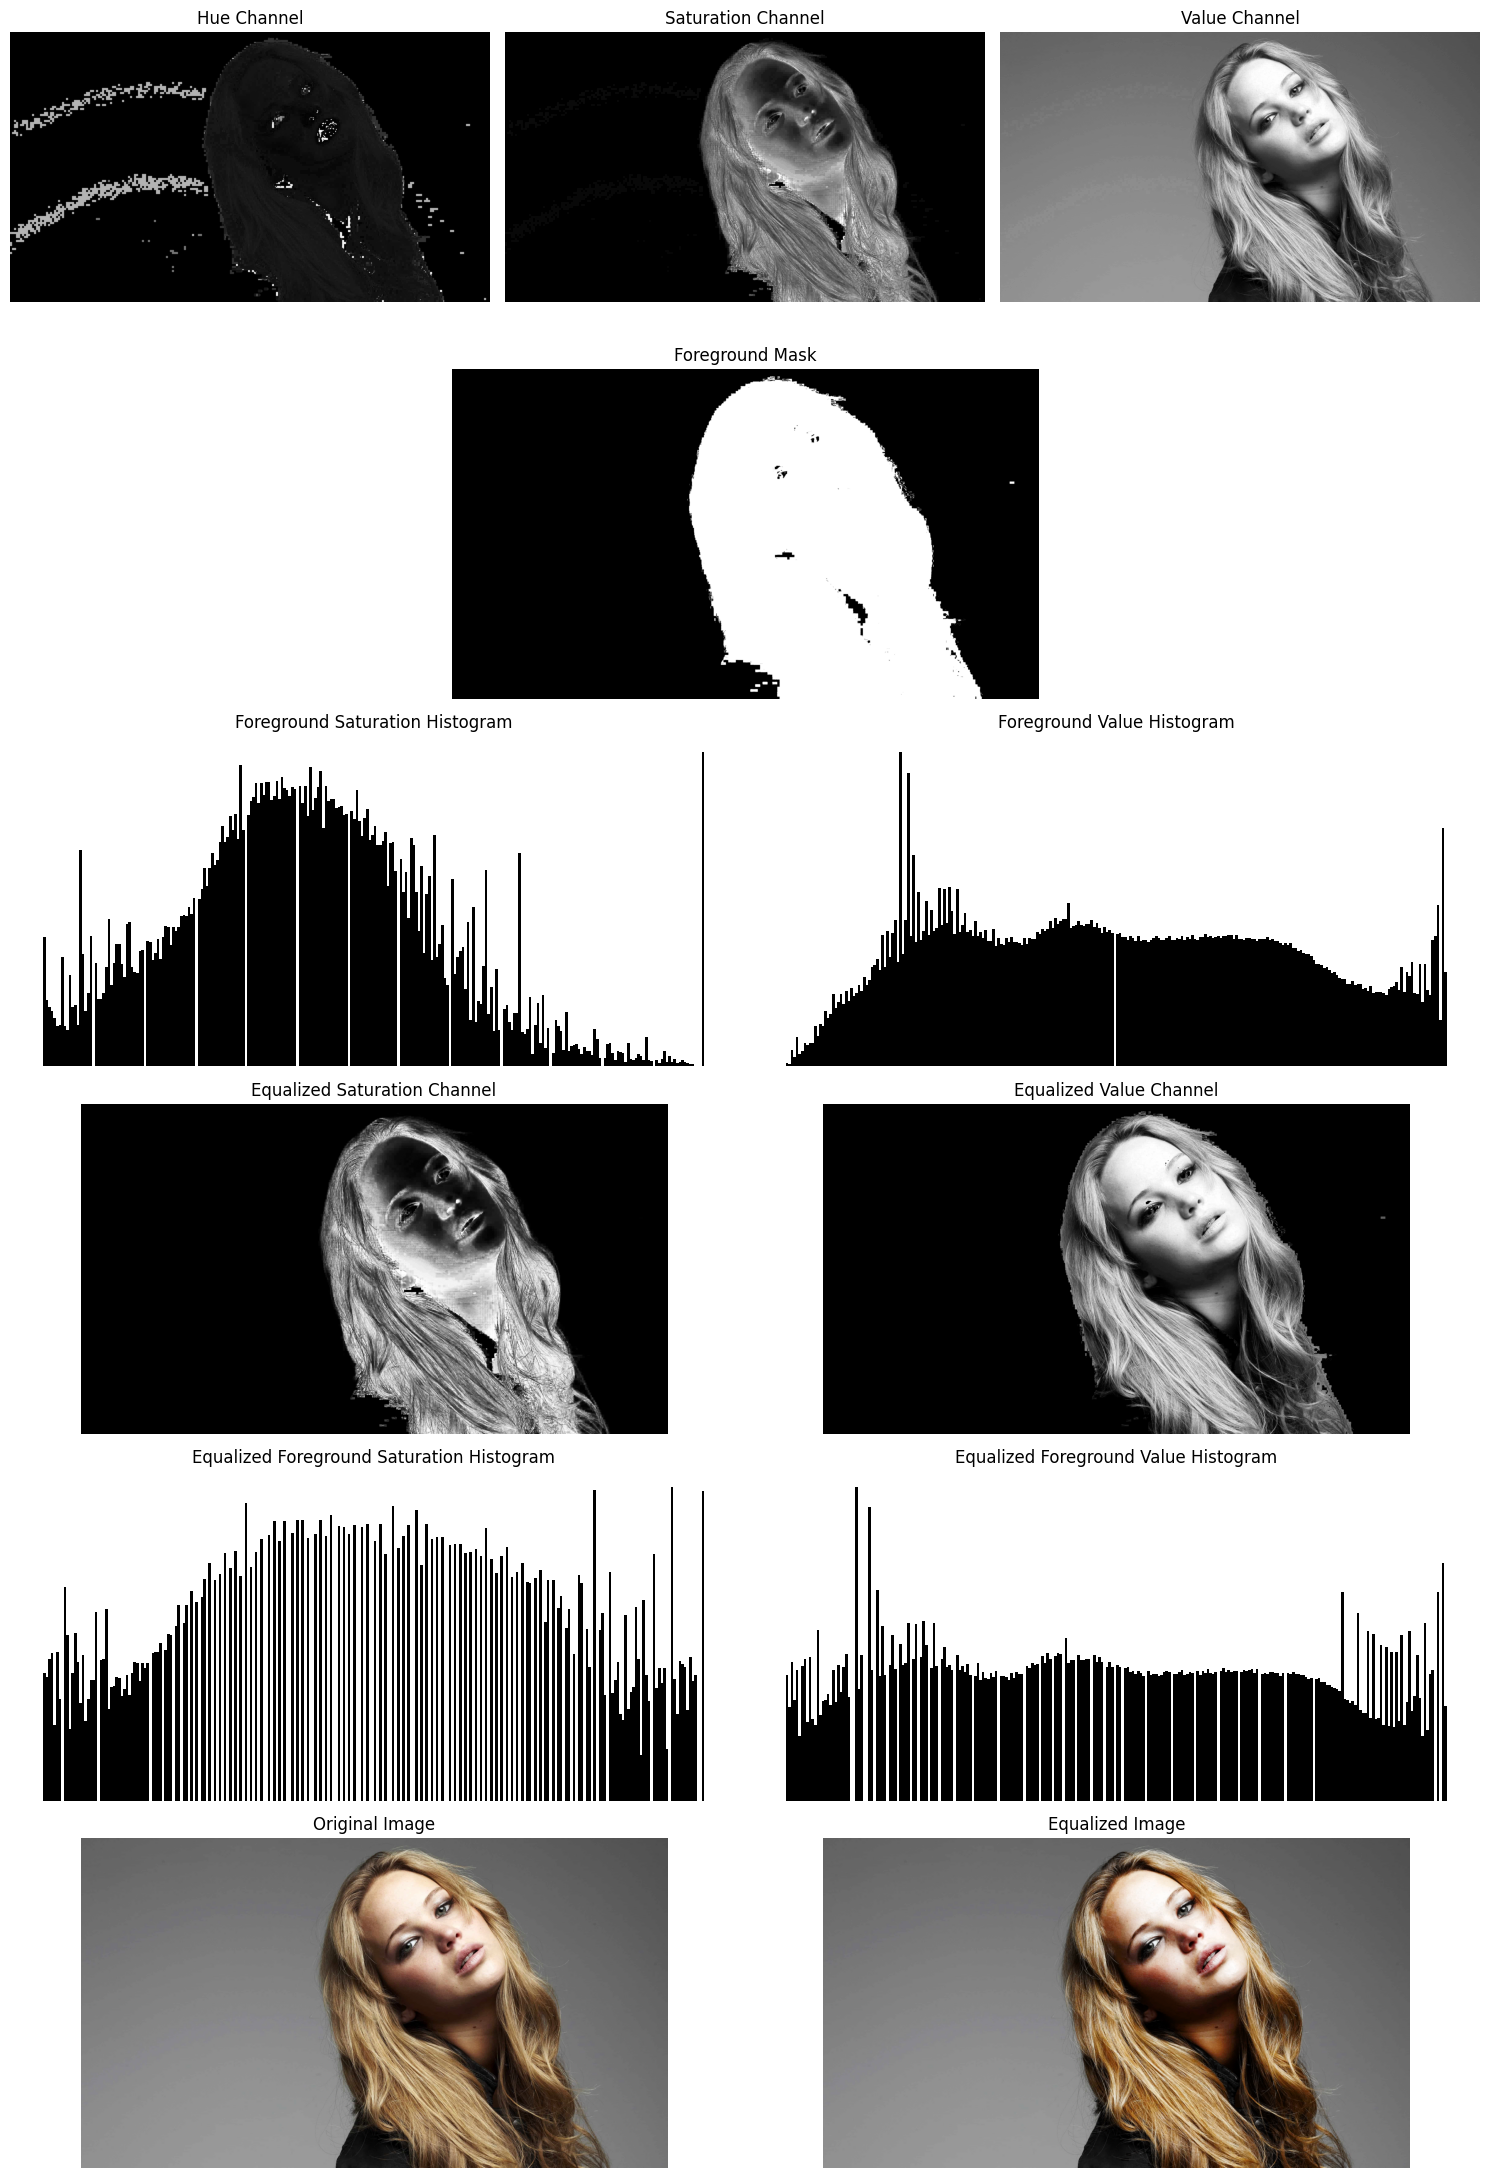 Hue Channel
Saturation Channel
Value Channel
Foreground Mask
Foreground Saturation Histogram
Foreground Value Histogram
Equalized Saturation Channel
Equalized Value Channel
Equalized Foreground Saturation Histogram
Equalized Foreground Value Histogram
Original Image
Equalized Image